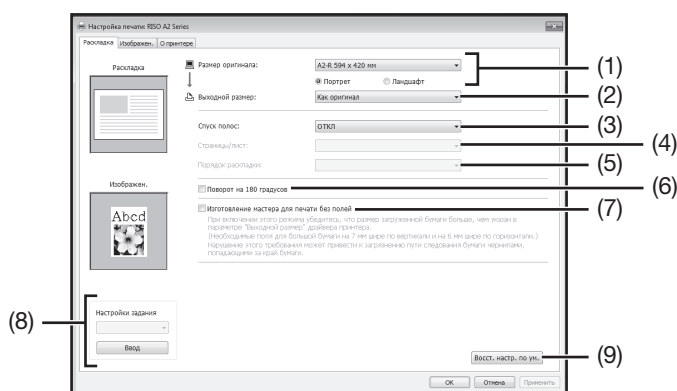 Настройка печати: RISO A2 Series
Раскладка Изображен. О принтере
Раскладка
Размер оригинала: A2-R 594 x 420 мм (1)
Портрет Ландшафт
Выходной размер: Как оригинал (2)
Спуск полос: ОТКЛ (3)
Страницы/лист: (4)
Порядок раскладки: (5)
Изображен.
Abcd
Поворот на 180 градусов (6)
Изготовление мастера для печати без полей (7)
При включении этого режима убедитесь, что размер загруженной бумаги больше, чем указан в
параметре "Выходной размер" драйвера принтера.
(Необходимые поля для большой бумаги на 7 мм шире по вертикали и на 6 мм шире по горизонтали.)
Нарушение этого требования может привести к загрязнению пути следования бумаги чернилами,
попадающими за край бумаги.
(8)
Настройки задания
Ввод
Восст. настр. по ум. (9)
OK Отмена Применить